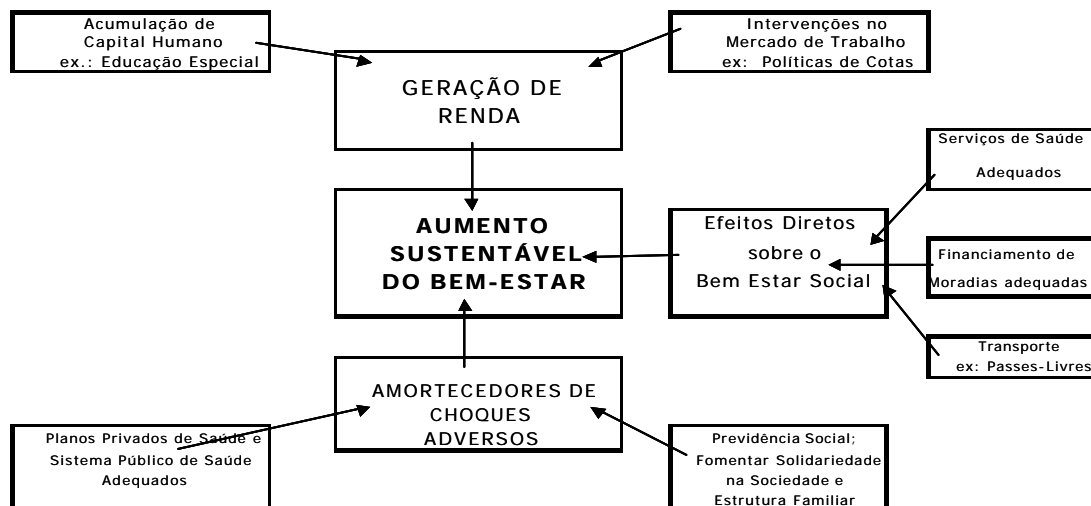 Acumulação de
Capital Humano
ex.: Educação Especial
Intervenções no
Mercado de Trabalho
ex: Políticas de Cotas
GERAÇÃO DE
RENDA
Serviços de Saúde
Adequados
AUMENTO
SUSTENTÁVEL
DO BEM-ESTAR
Efeitos Diretos
sobre o
Bem Estar Social
Financiamento de
Moradias adequadas
Transporte
ex: Passes-Livres
AMORTECEDORES DE
CHOQUES
ADVERSOS
Planos Privados de Saúde e
Sistema Público de Saúde
Adequados
Previdência Social;
Fomentar Solidariedade
na Sociedade e
Estrutura Familiar